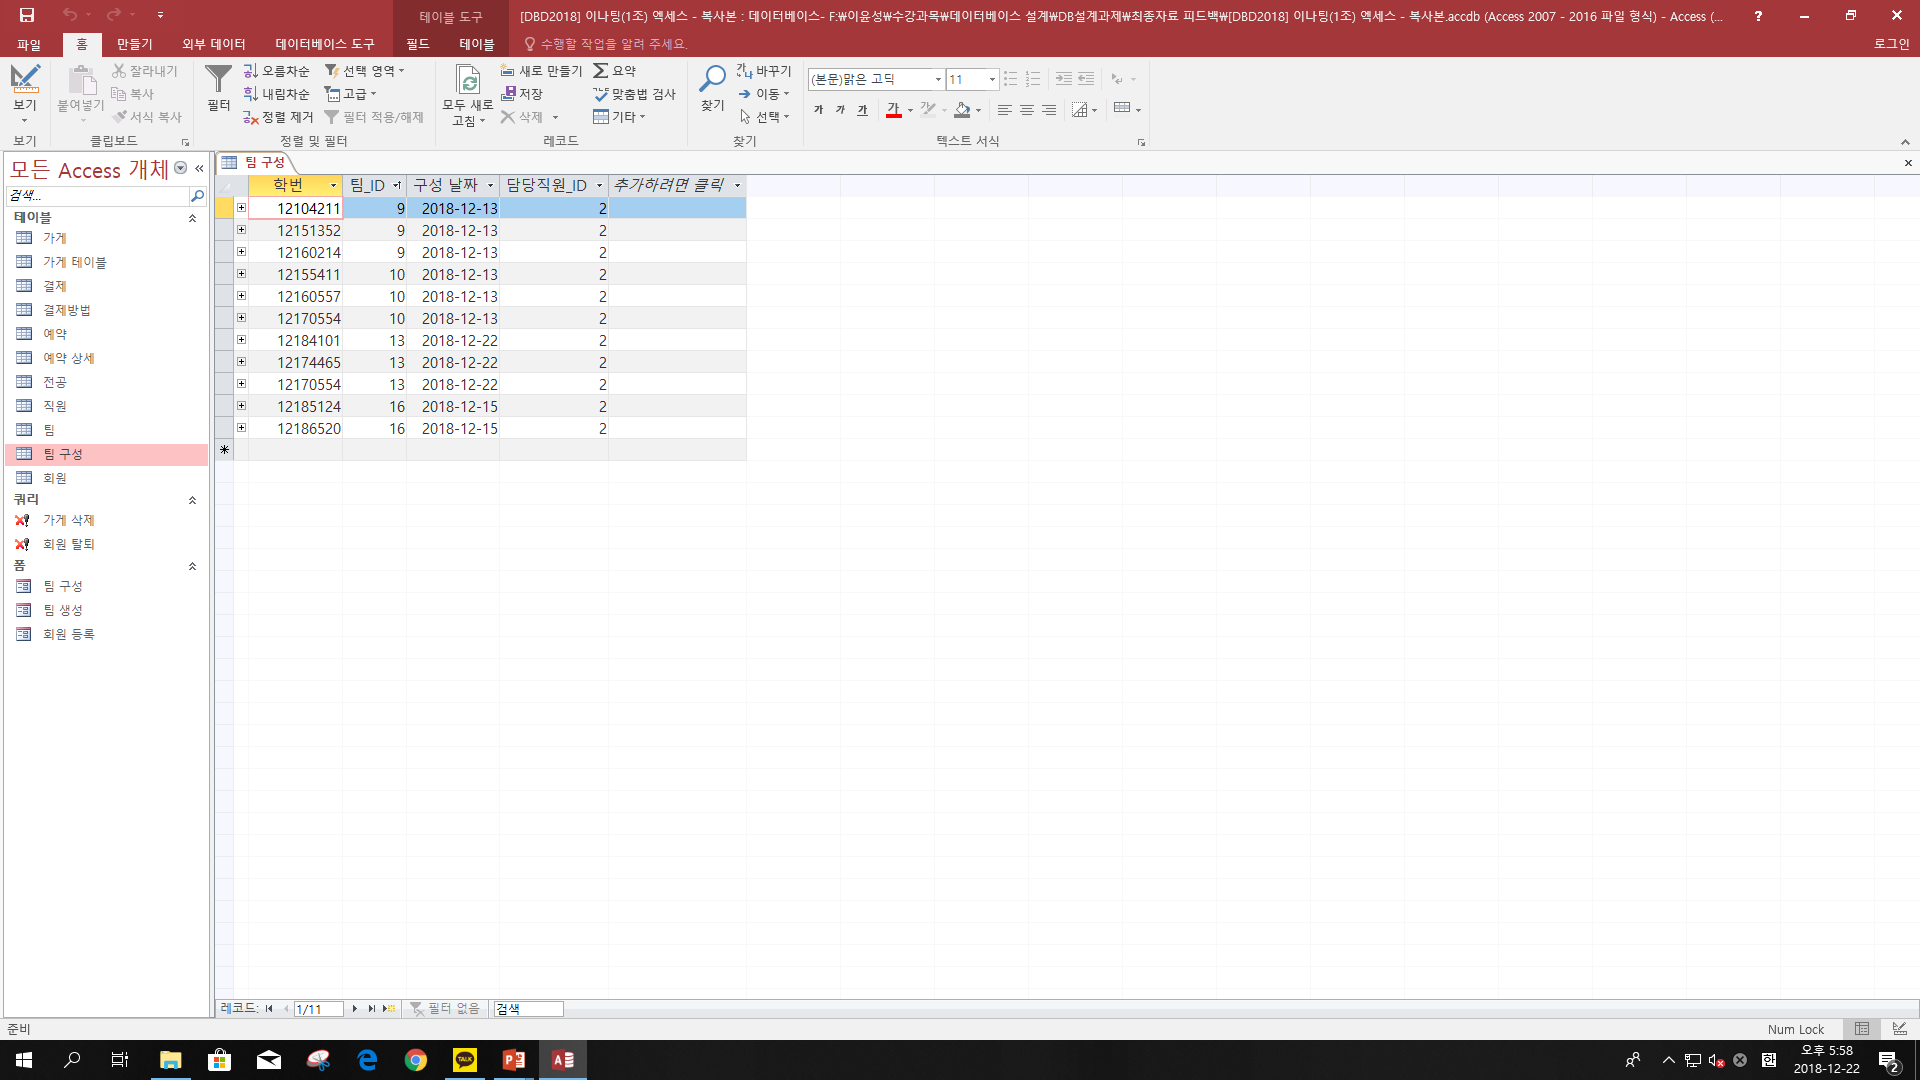 테이블 도구
[DBD2018] 이나팅(1조) 액세스 - 복사본 : 데이터베이스- F:₩이윤성₩수강과목₩데이터베이스 설계₩DB설계과제₩최종자료 피드백₩[DBD2018] 이나팅(1조) 액세스 - 복사본.accdb (Access 2007 - 2016 파일 형식) - Access (...
?
파일 홈 만들기 외부 데이터 데이터베이스 도구 필드 테이블 수행할 작업을 알려 주세요. 로그인
보기
붙여넣기
잘라내기
복사
서식 복사
필터
오름차순
내림차순
정렬 제거
선택 영역
고급
필터 적용/해제
모두 새로
고침
새로 만들기
저장
삭제
요약
맞춤법 검사
기타
찾기
바꾸기
이동
선택
(본문)맑은 고딕 11
가 가 가 가
보기 클립보드 정렬 및 필터 레코드 찾기 텍스트 서식
모든 Access 개체
검색...
테이블
가게
가게 테이블
결제
결제방법
예약
예약 상세
전공
직원
팀
팀 구성
회원
쿼리
가게 삭제
회원 탈퇴
폼
팀 구성
팀 생성
회원 등록
팀 구성
학번 팀_ID 구성 날짜 담당직원_ID 추가하려면 클릭
12104211 9 2018-12-13 2
12151352 9 2018-12-13 2
12160214 9 2018-12-13 2
12155411 10 2018-12-13 2
12160557 10 2018-12-13 2
12170554 10 2018-12-13 2
12184101 13 2018-12-22 2
12174465 13 2018-12-22 2
12170554 13 2018-12-22 2
12185124 16 2018-12-15 2
12186520 16 2018-12-15 2
레코드: 1/11 필터 없음 검색
준비 Num Lock
TALK
한
오후 5:58
2018-12-22
2